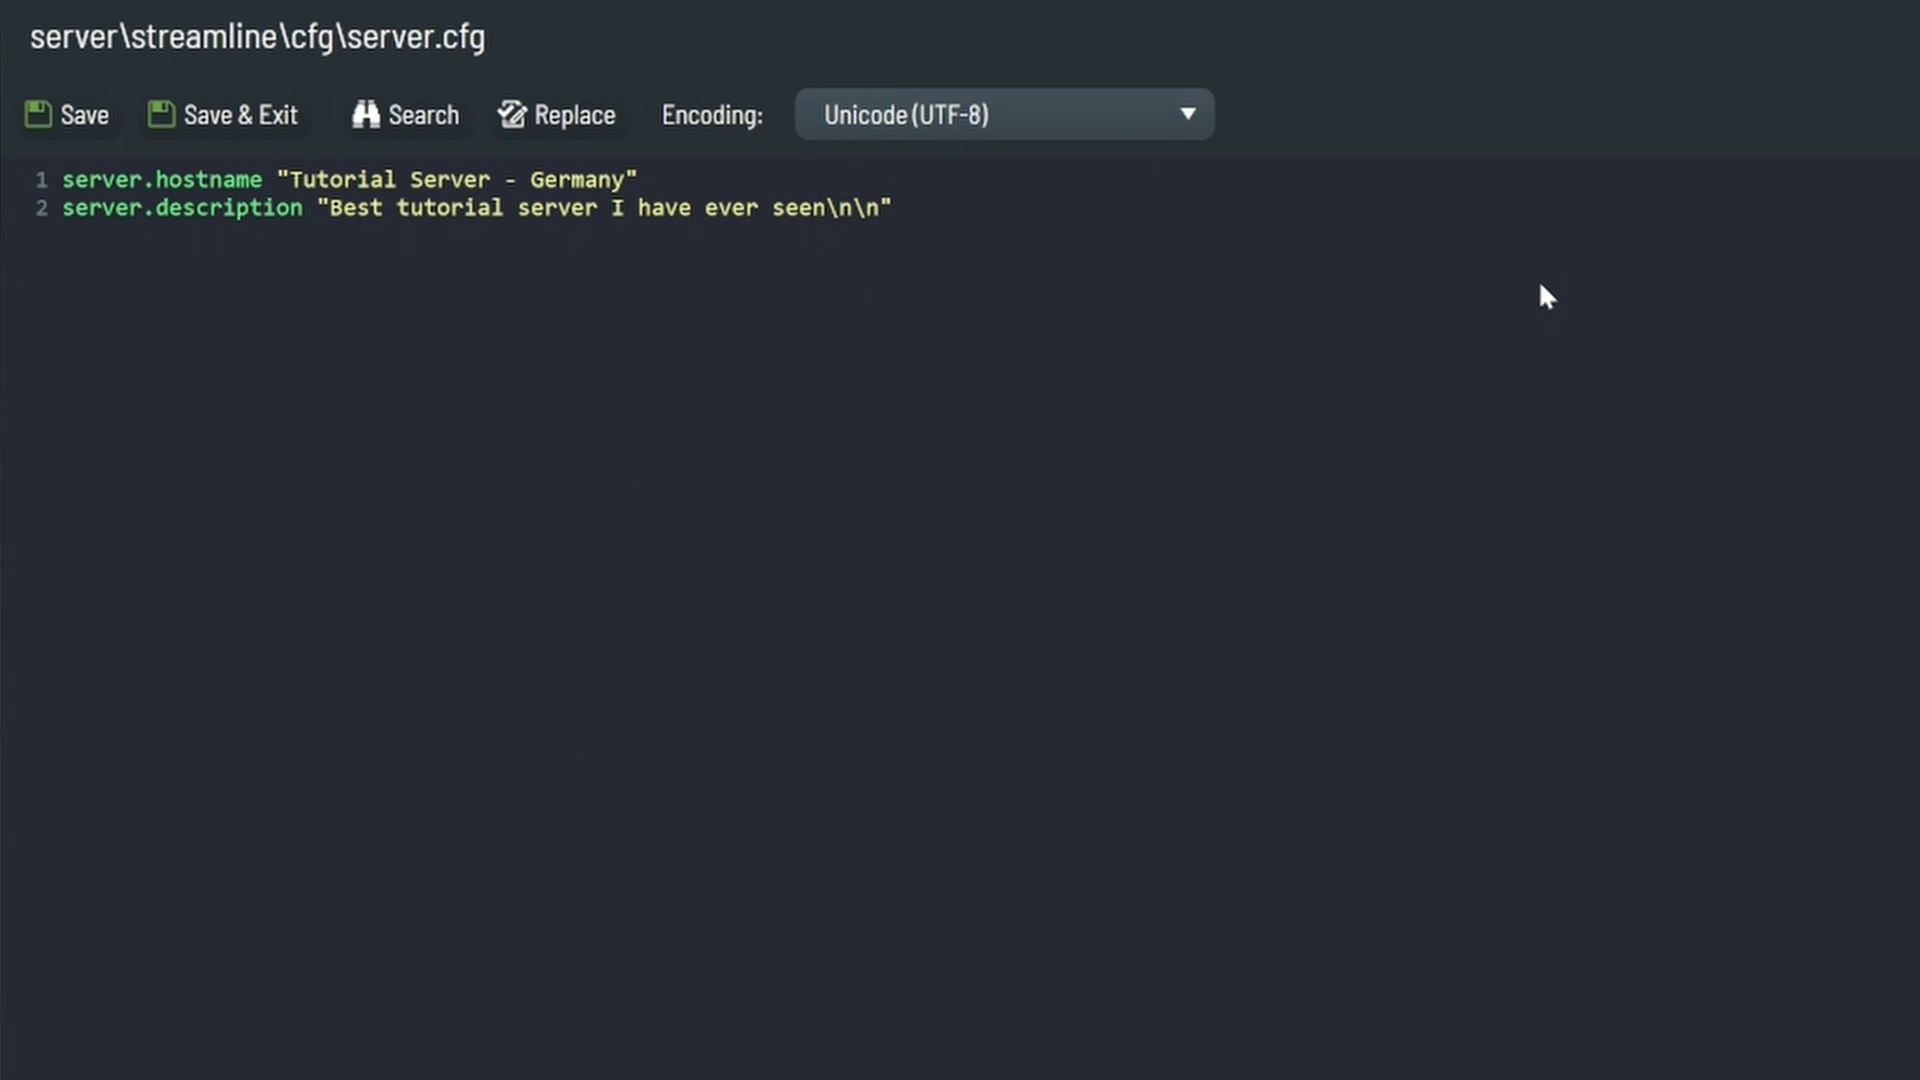 server\streamline\cfg\server.cfg
Save Save & Exit Search Replace Encoding: Unicode (UTF-8)
1 server.hostname "Tutorial Server - Germany"
2 server.description "Best tutorial server I have ever seen\n\n"